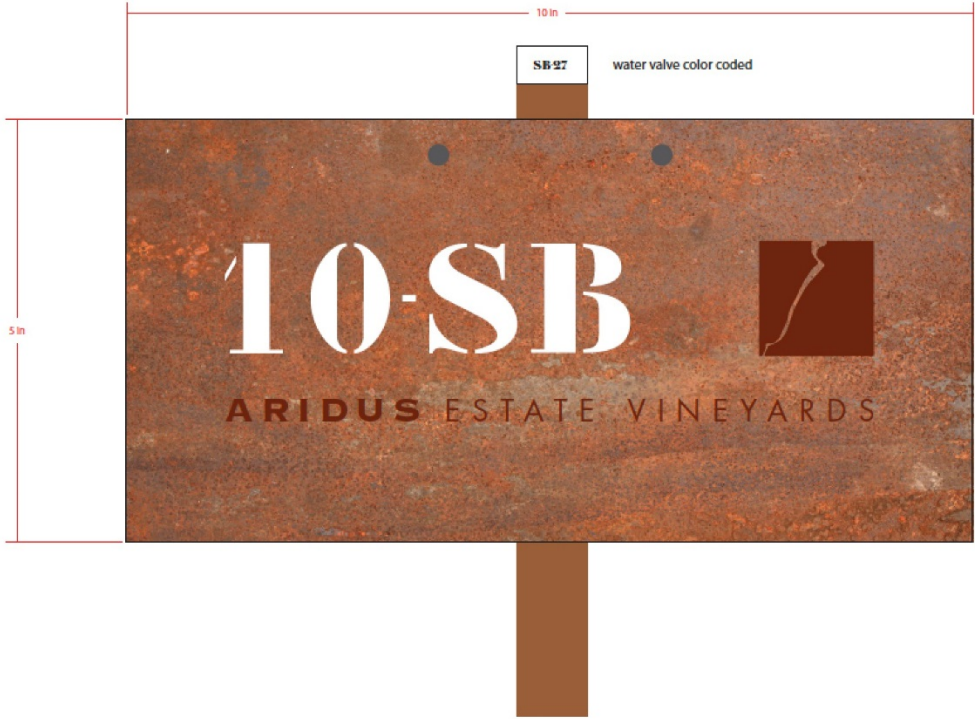 10 in
SB-27
water valve color coded
5 in
10-SB
ARIDUS ESTATE VINEYARDS